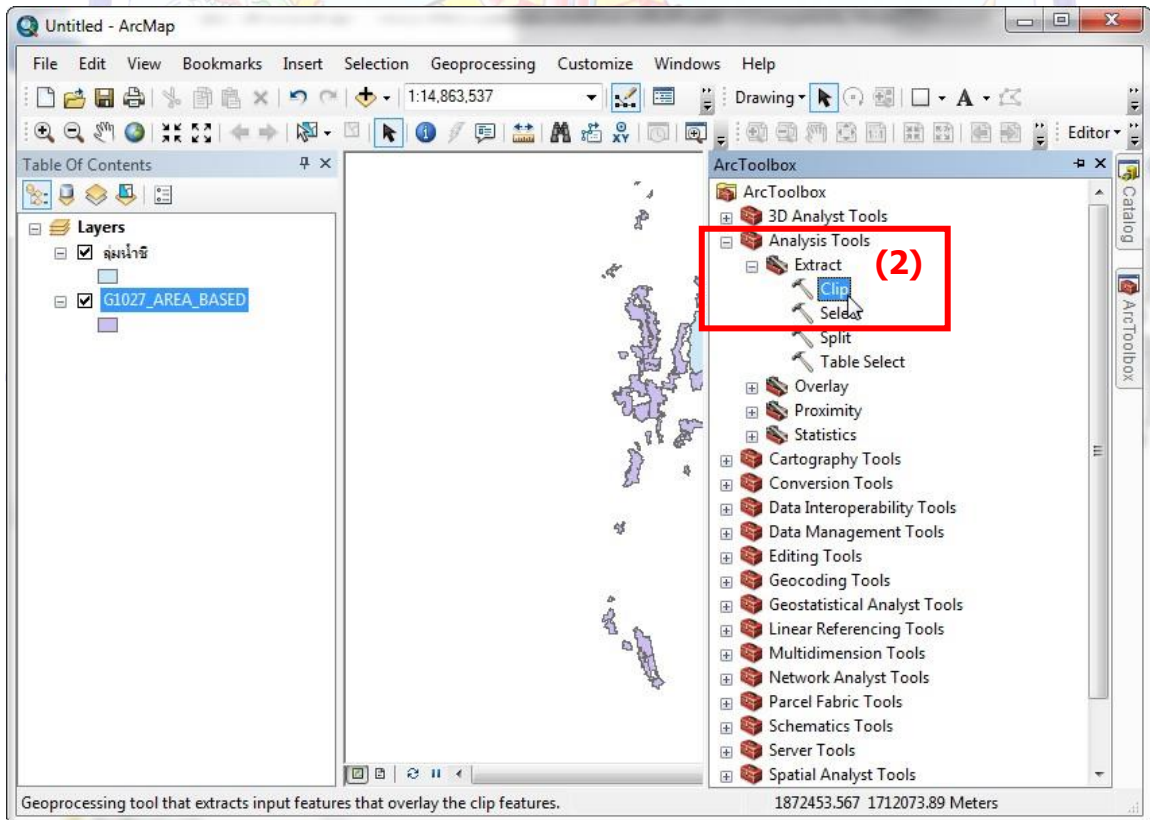 Untitled - ArcMap
File Edit View Bookmarks Insert Selection Geoprocessing Customize Windows Help
1:14,863,537
Drawing
A
XY
Editor
Table Of Contents
Layers
ลุ่มน้ำชี
G1027_AREA_BASED
ArcToolbox
ArcToolbox
3D Analyst Tools
Analysis Tools
Extract
(2)
Clip
Select
Split
Table Select
Overlay
Proximity
Statistics
Cartography Tools
Conversion Tools
Data Interoperability Tools
Data Management Tools
Editing Tools
Geocoding Tools
Geostatistical Analyst Tools
Linear Referencing Tools
Multidimension Tools
Network Analyst Tools
Parcel Fabric Tools
Schematics Tools
Server Tools
Spatial Analyst Tools
Catalog
ArcToolbox
Geoprocessing tool that extracts input features that overlay the clip features.
1872453.567 1712073.89 Meters